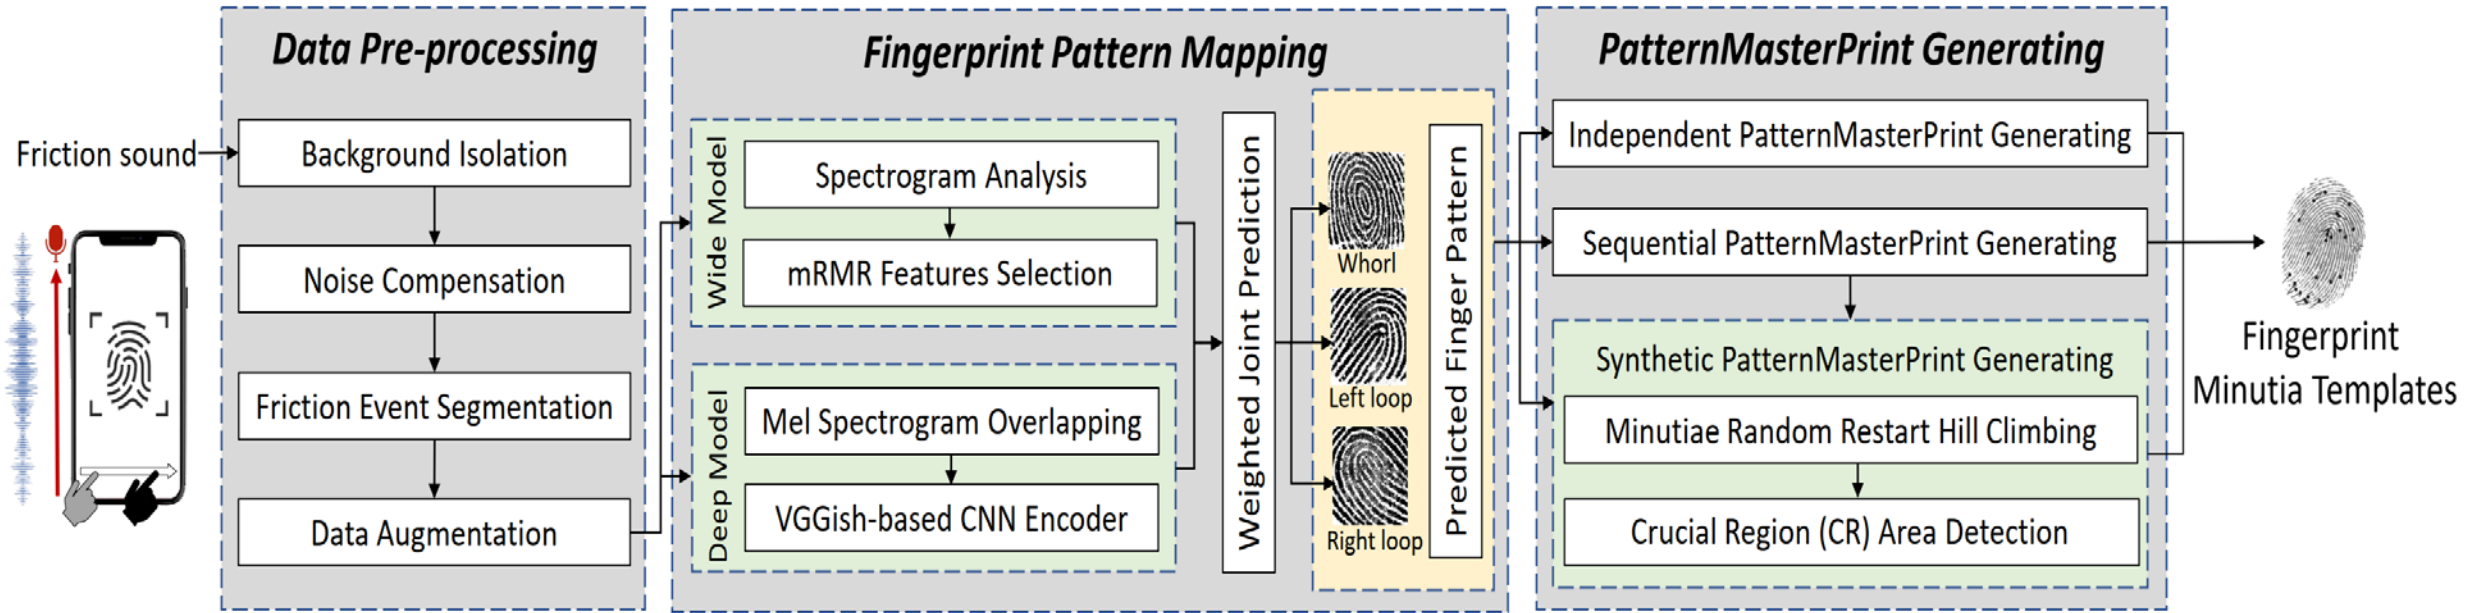 Friction sound
Data Pre-processing
Background Isolation
Noise Compensation
Friction Event Segmentation
Data Augmentation
Fingerprint Pattern Mapping
Wide Model
Spectrogram Analysis
mRMR Features Selection
Deep Model
Mel Spectrogram Overlapping
VGGish-based CNN Encoder
Weighted Joint Prediction
Whorl
Left loop
Right loop
Predicted Finger Pattern
PatternMasterPrint Generating
Independent PatternMasterPrint Generating
Sequential PatternMasterPrint Generating
Synthetic PatternMasterPrint Generating
Minutiae Random Restart Hill Climbing
Crucial Region (CR) Area Detection
Fingerprint
Minutia Templates